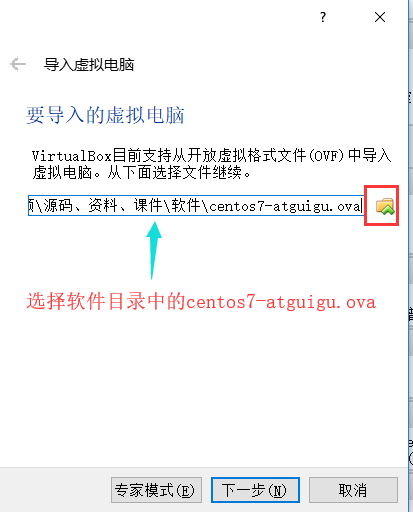 ?
导入虚拟电脑
要导入的虚拟电脑
VirtualBox目前支持从开放虚拟格式文件(OVF)中导入
虚拟电脑。从下面选择文件继续。
\源码、资料、课件\软件\centos7-atguigu.ova
选择软件目录中的centos7-atguigu.ova
专家模式(E) 下一步(N) 取消